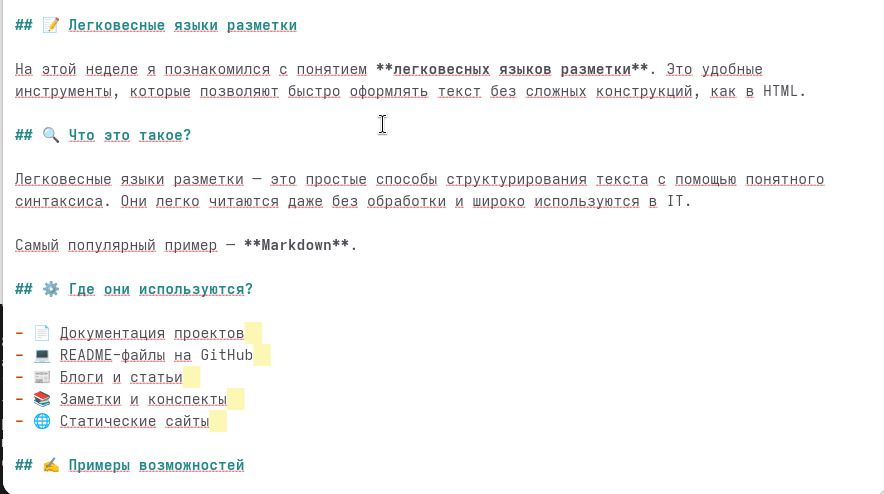 ## 📝 Легковесные языки разметки
На этой неделе я познакомился с понятием **легковесных языков разметки**. Это удобные
инструменты, которые позволяют быстро оформлять текст без сложных конструкций, как в HTML.
## 🔍 Что это такое?
Легковесные языки разметки — это простые способы структурирования текста с помощью понятного
синтаксиса. Они легко читаются даже без обработки и широко используются в IT.
Самый популярный пример — **Markdown**.
## ⚙️ Где они используются?
- 📄 Документация проектов
- 💻 README-файлы на GitHub
- 📰 Блоги и статьи
- 📚 Заметки и конспекты
- 🌐 Статические сайты
## ✍️ Примеры возможностей